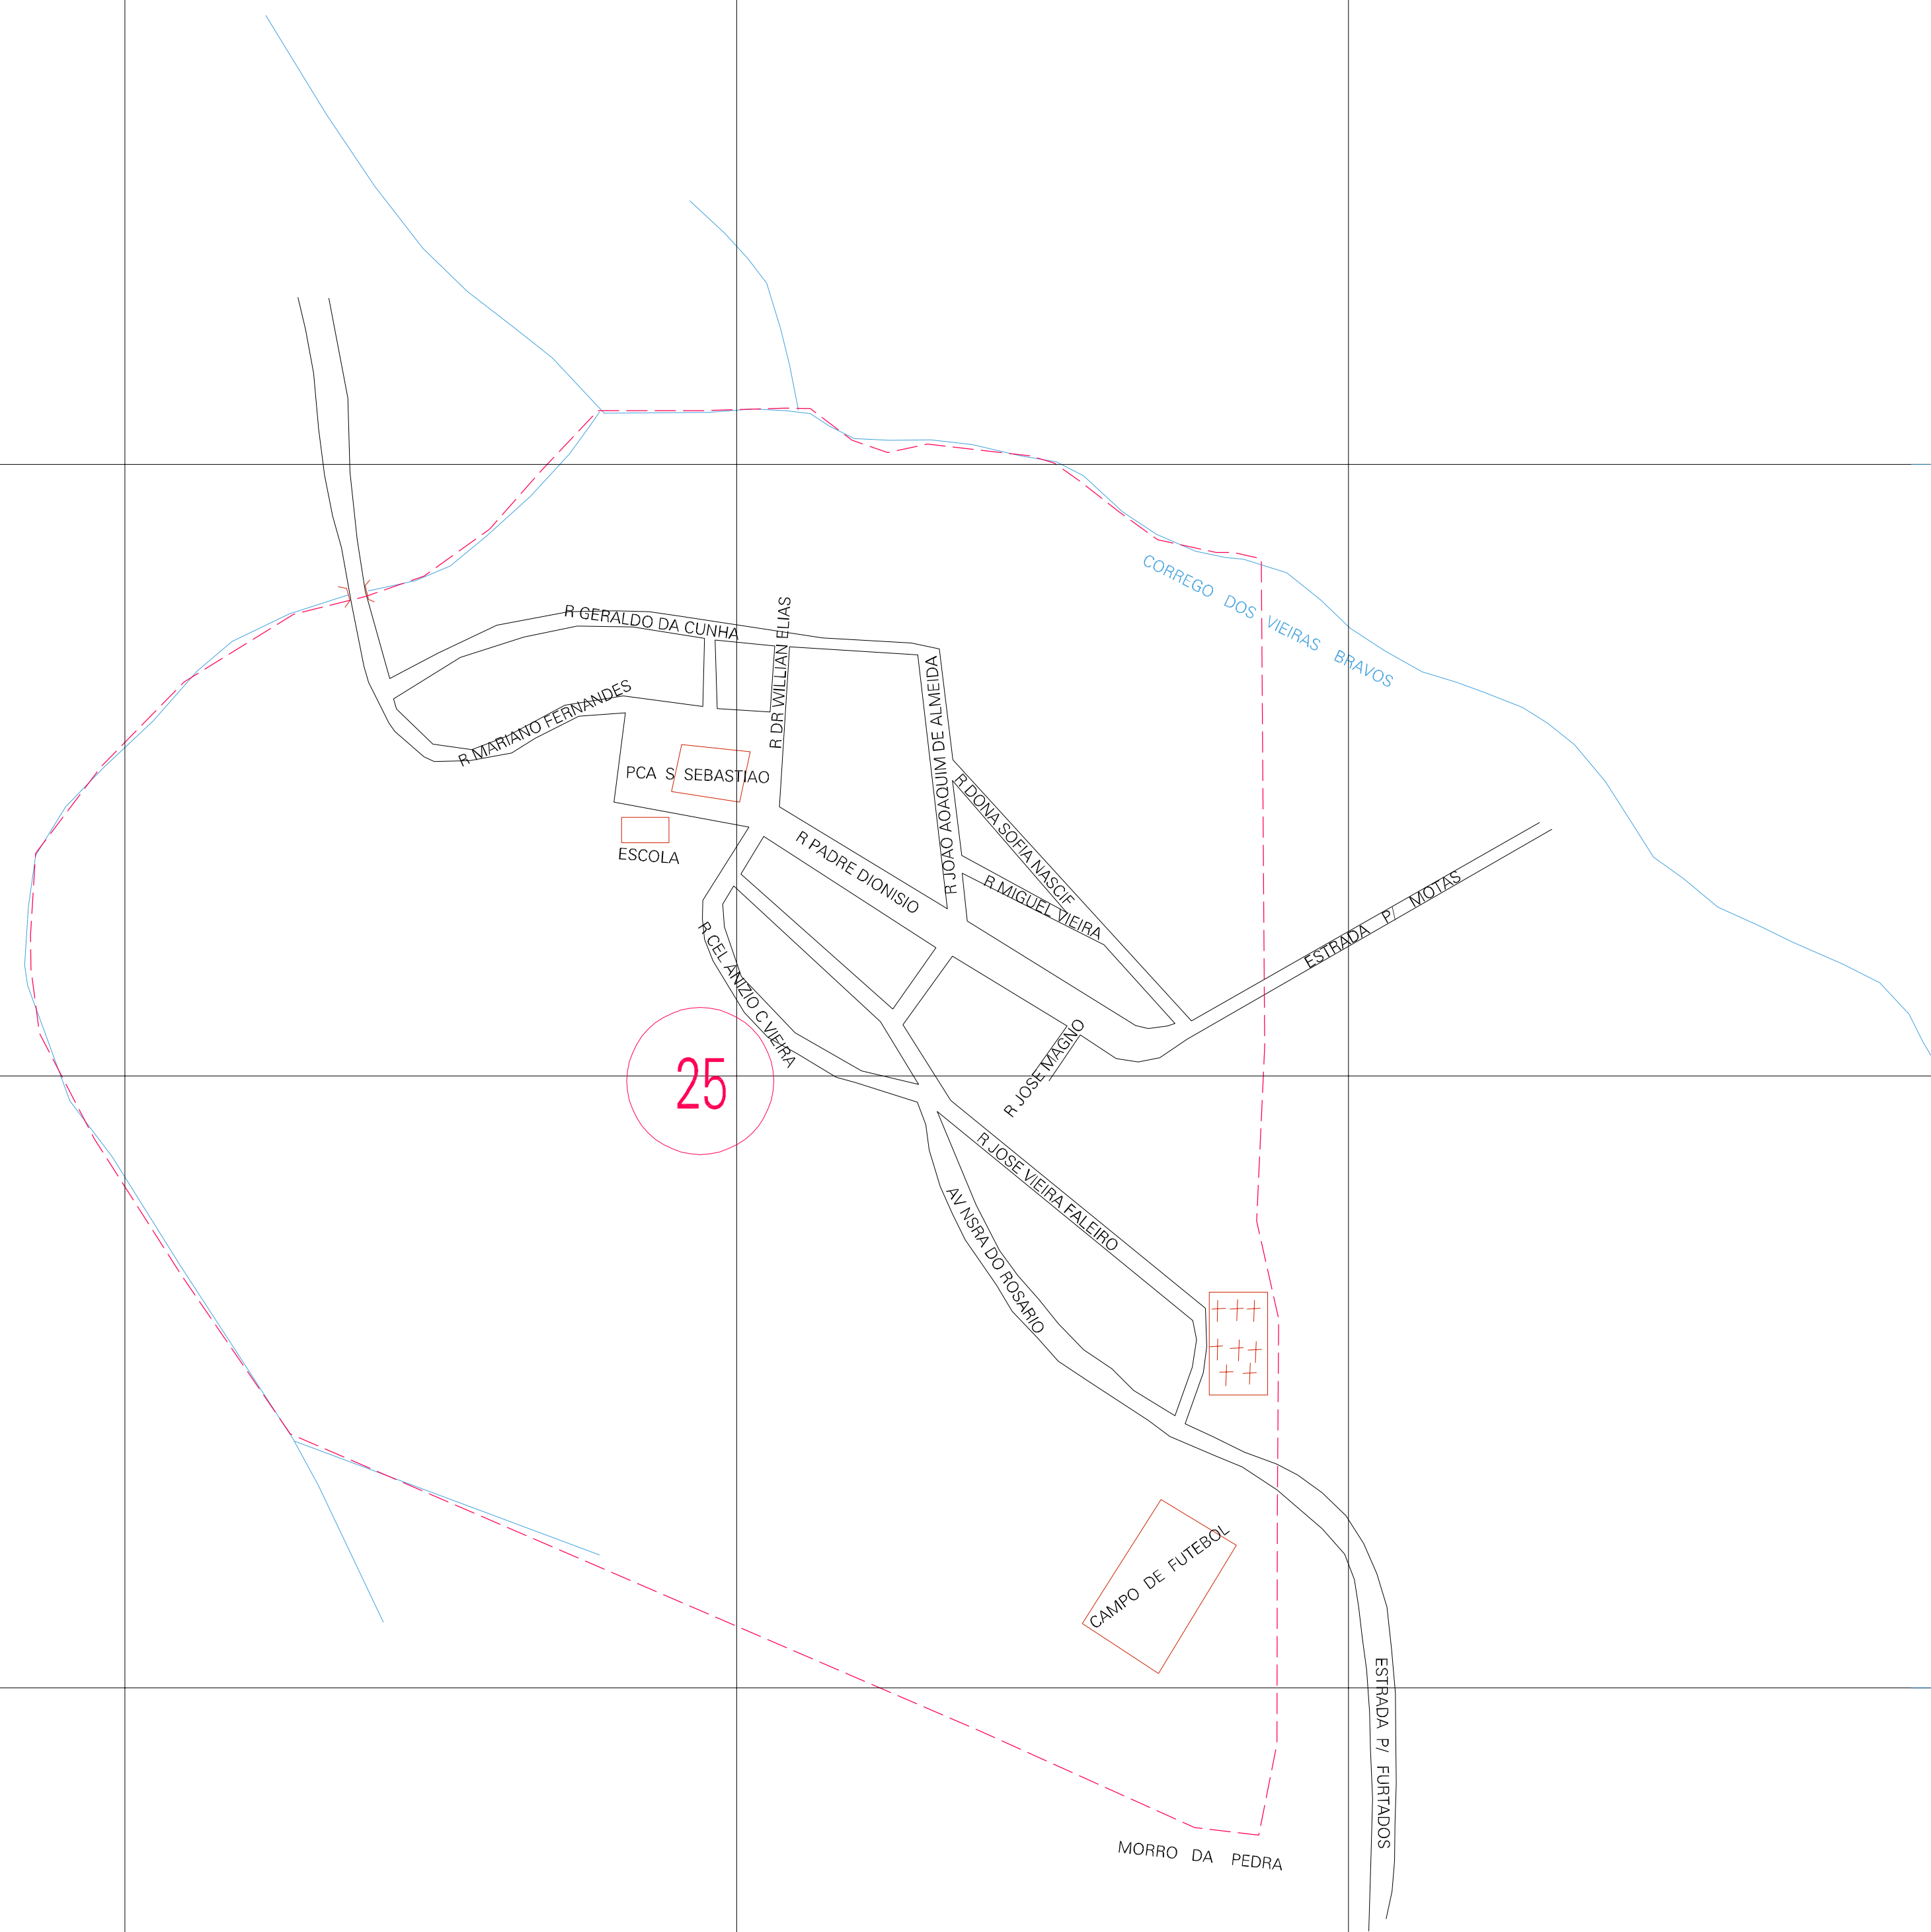 CORREGO DOS VIEIRAS BRAVOS
R GERALDO DA CUNHA
R DR WILLIAN ELIAS
R MARIANO FERNANDES
R JOAO AOAQUIM DE ALMEIDA
PCA S SEBASTIAO
R DONA SOFIA NASCIF
ESCOLA
R PADRE DIONISIO
R MIGUEL VIEIRA
ESTRADA P/ MOTAS
R CEL ANIZIO C VIEIRA
25
R JOSE MAGNO
R JOSE VIEIRA FALEIRO
AV NSRA DO ROSARIO
CAMPO DE FUTEBOL
ESTRADA P/ FURTADOS
MORRO DA PEDRA